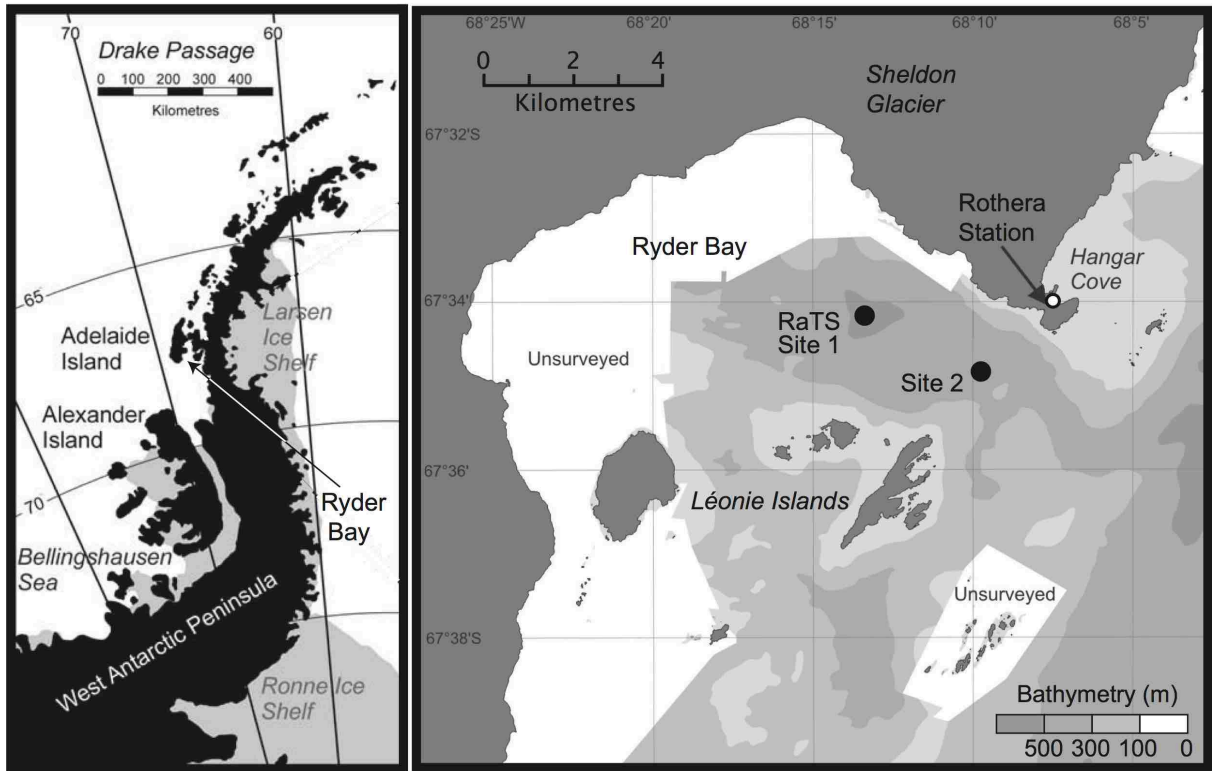 70
60
Drake Passage
0 100 200 300 400
Kilometres
65
Adelaide
Island
Larsen
Ice
Shelf
Alexander
Island
70
Ryder
Bay
Bellingshausen
Sea
West Antarctic Peninsula
Ronne Ice
Shelf
68°25'W
68°20'
68°15'
68°10'
68°5'
0 2 4
Kilometres
Sheldon
Glacier
67°32'S
Rothera
Station
Ryder Bay
Hangar
Cove
67°34'
RaTS
Site 1
Unsurveyed
Site 2
67°36'
Léonie Islands
Unsurveyed
67°38'S
Bathymetry (m)
500 300 100 0